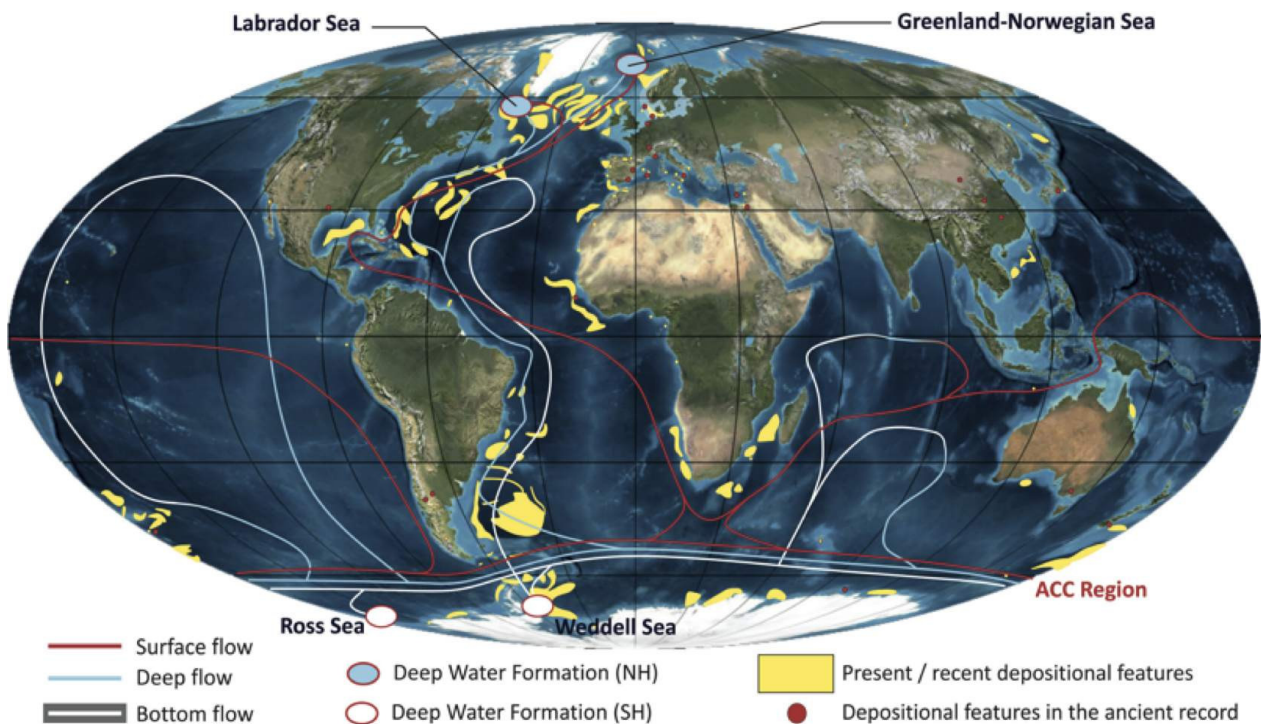 Labrador Sea
Greenland-Norwegian Sea
ACC Region
Ross Sea
Weddell Sea
Surface flow
Deep flow
Bottom flow
Deep Water Formation (NH)
Deep Water Formation (SH)
Present / recent depositional features
Depositional features in the ancient record